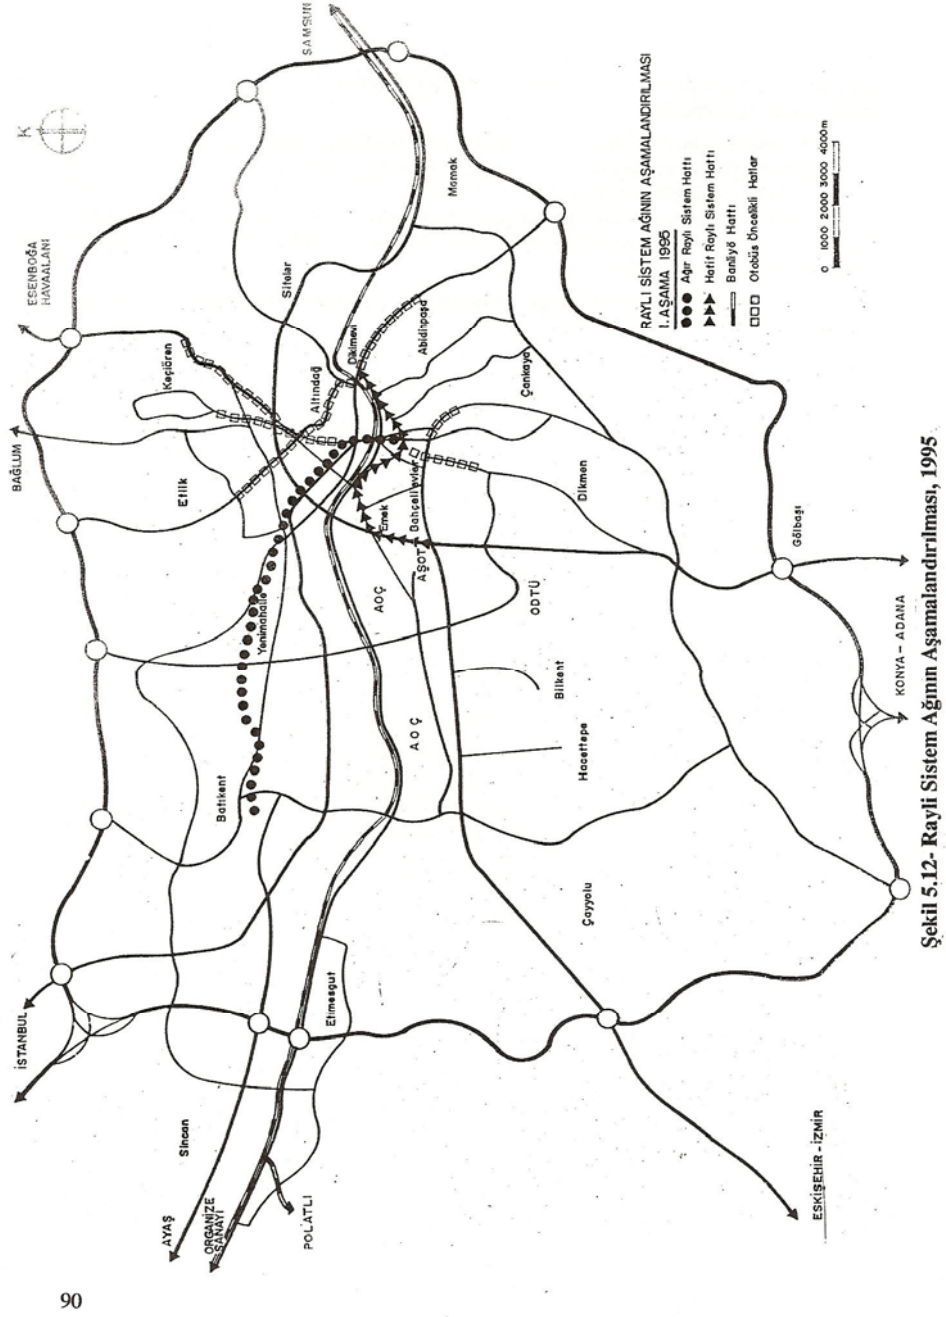 90
İSTANBUL
BAĞLUM
ESENBOĞA
HAVAALANI
K
SAMSUN
Sincan
AYAŞ
ORGANİZE
SANAYİ
POLATLI
Etimesgut
Batıkent
Yenimahalle
Etlik
Keçiören
Altındağ
Siteler
Dikimevi
Mamak
Abidinpaşa
AOÇ
AOÇ
Emek
Bahçelievler
AŞOT
Çankaya
ODTÜ
Bilkent
Hacettepe
Dikmen
Çayyolu
Gölbaşı
ESKİŞEHİR - İZMİR
KONYA - ADANA
RAYLI SİSTEM AĞININ AŞAMALANDIRILMASI
I. AŞAMA 1995
Ağır Raylı Sistem Hattı
Hafif Raylı Sistem Hattı
Banliyö Hattı
Otobüs Öncelikli Hatlar
0 1000 2000 3000 4000m
Şekil 5.12- Rayli Sistem Ağının Aşamalandırılması, 1995